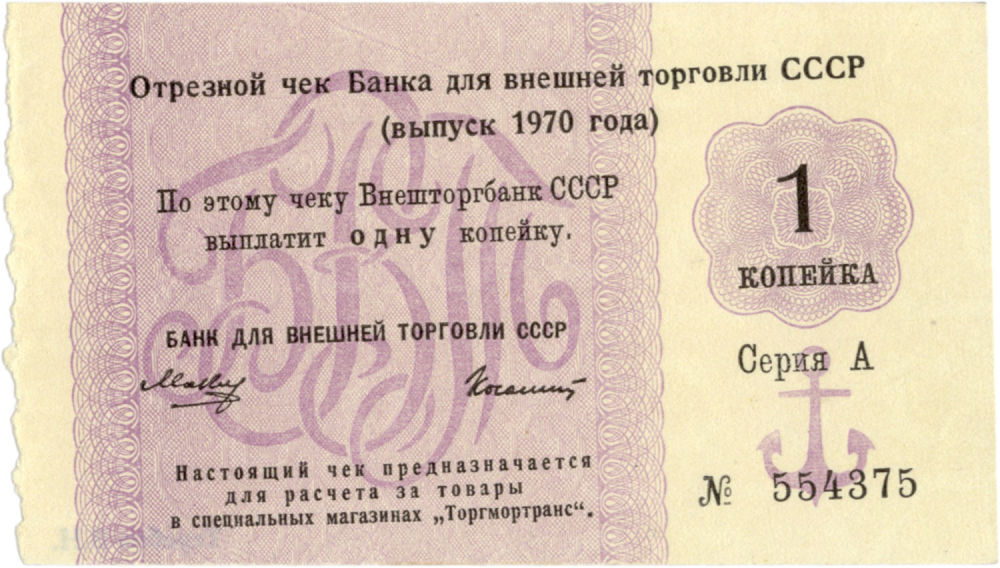 Отрезной чек Банка для внешней торговли СССР
(выпуск 1970 года)
По этому чеку Внешторгбанк СССР
выплатит одну копейку.
1
КОПЕЙКА
БАНК ДЛЯ ВНЕШНЕЙ ТОРГОВЛИ СССР
Серия А
Настоящий чек предназначается
для расчета за товары
в специальных магазинах „Торгмортранс“.
№ 554375